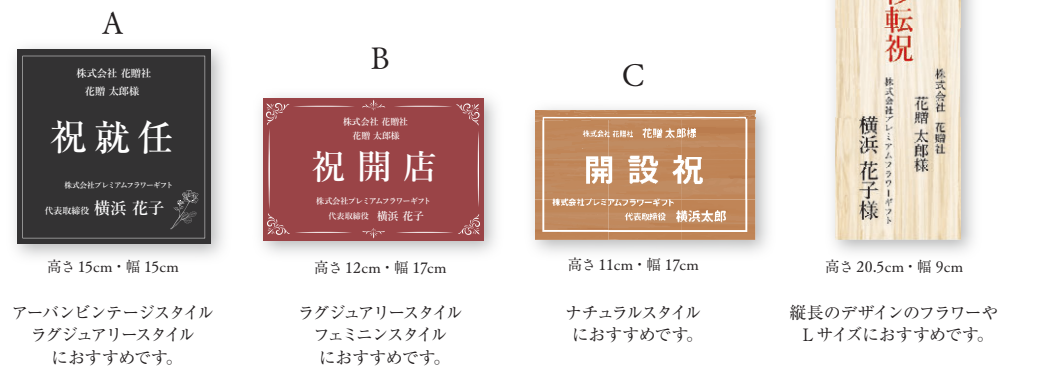 A
株式会社 花贈社
花贈 太郎様
祝就任
株式会社プレミアムフラワーギフト
代表取締役 横浜 花子
高さ 15cm・幅 15cm
アーバンビンテージスタイル
ラグジュアリースタイル
におすすめです。
B
株式会社 花贈社
花贈 太郎様
祝開店
株式会社プレミアムフラワーギフト
代表取締役 横浜 花子
高さ 12cm・幅 17cm
ラグジュアリースタイル
フェミニンスタイル
におすすめです。
C
株式会社 花贈社 花贈 太郎様
開設祝
株式会社プレミアムフラワーギフト
代表取締役 横浜太郎
高さ 11cm・幅 17cm
ナチュラルスタイル
におすすめです。
転祝
株式会社 花贈社
花贈 太郎様
株式会社プレミアムフラワーギフト
横浜 花子様
高さ 20.5cm・幅 9cm
縦長のデザインのフラワーや
Lサイズにおすすめです。